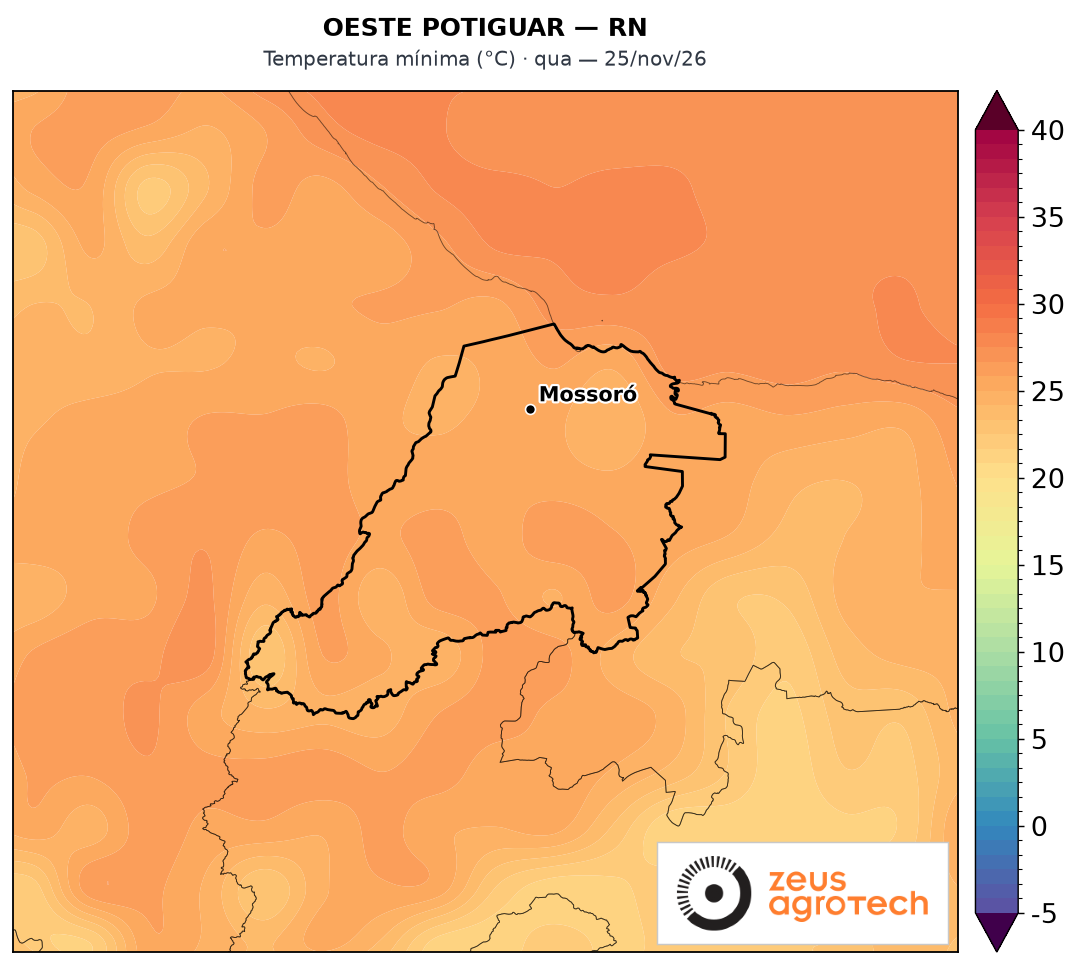 OESTE POTIGUAR — RN
Temperatura mínima (°C) · qua — 25/nov/26
Mossoró
40
35
30
25
20
15
10
5
0
-5
zeus
agrotech